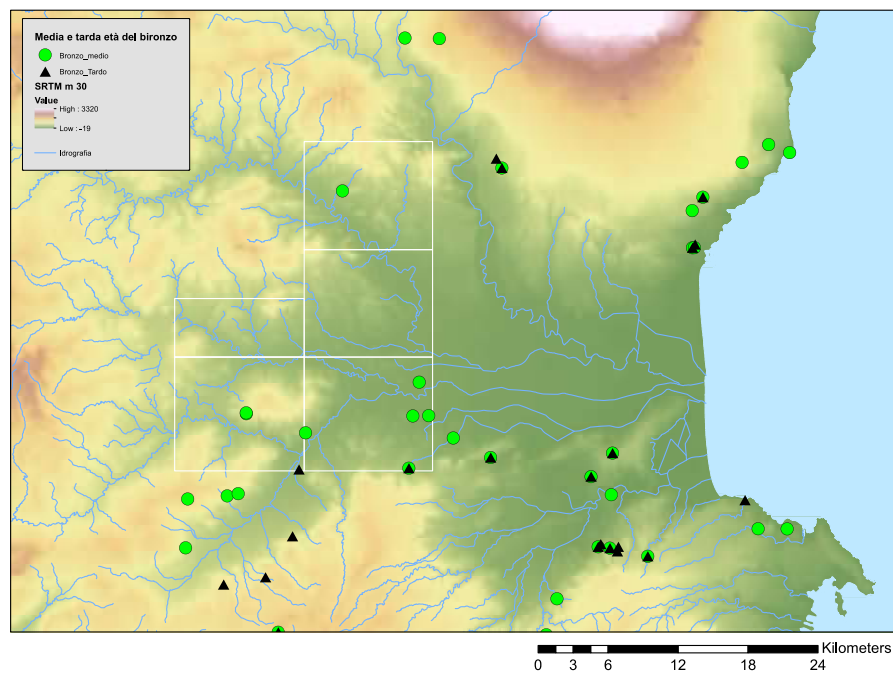 Media e tarda età del bironzo
Bronzo_medio
Bronzo_Tardo
SRTM m 30
Value
High : 3320
Low : -19
Idrografia
Kilometers
0 3 6 12 18 24